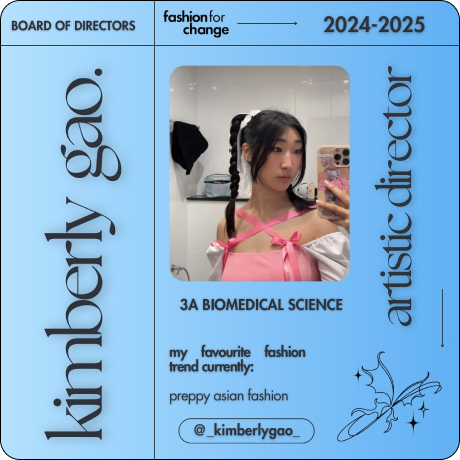 BOARD OF DIRECTORS
fashion for
change
2024-2025
kimberly gao.
artistic director
3A BIOMEDICAL SCIENCE
my favourite fashion
trend currently:
preppy asian fashion
@_kimberlygao_